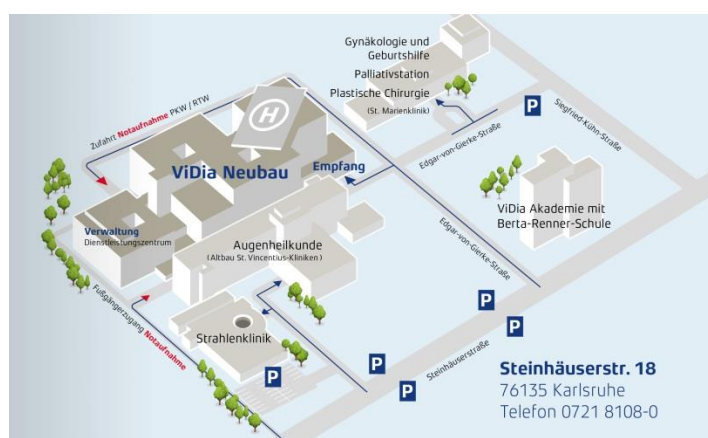 Gynäkologie und
Geburtshilfe
Palliativstation
Plastische Chirurgie
(St. Marienklinik)
P
Siegfried-Kühn-Straße
Zufahrt Notaufnahme PKW / RTW
H
ViDia Neubau
Empfang
Edgar-von-Gierke-Straße
ViDia Akademie mit
Berta-Renner-Schule
Verwaltung
Dienstleistungszentrum
Augenheilkunde
(Altbau St. Vincentius-Kliniken)
Edgar-von-Gierke-Straße
Fußgängerzugang Notaufnahme
Strahlenklinik
P
P
Steinhäuserstraße
P
P
P
Steinhäuserstr. 18
76135 Karlsruhe
Telefon 0721 8108-0